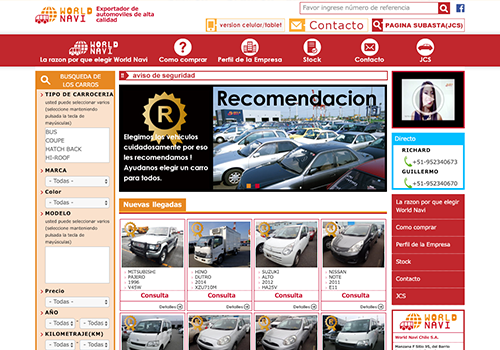 WORLD NAVI
Exportador de
automoviles de alta
calidad
Favor ingrese número de referencia
version celular/tablet
Contacto
PAGINA SUBASTA(JCS)
WORLD NAVI
La razon por que elegir World Navi
Como comprar
Perfil de la Empresa
Stock
Contacto
JCS
BUSQUEDA DE
LOS CARROS
TIPO DE CARROCERIA
usted puede seleccionar varios
(seleccione manteniendo
pulsada la tecla de
mayúsculas)
BUS
COUPE
HATCH BACK
HI-ROOF
MARCA
- Todas -
Color
- Todas -
MODELO
usted puede seleccionar varios
(seleccione manteniendo
pulsada la tecla de
mayúsculas)
Precio
- Todas -
AÑO
- Todas - ~ - Todas -
KILOMETRAJE(KM)
- Todas - ~ - Todas -
aviso de seguridad
R
Recomendacion
Elegimos los vehiculos
cuidadosamente por eso
les recomendamos !
Ayudanos elegir un carro
para todos.
Nuevas llegadas
- MITSUBISHI
- PAJERO
- 1996
- V45W
Consulta
Detalles
- HINO
- DUTRO
- 2014
- XZU710M
Consulta
Detalles
- SUZUKI
- ALTO
- 2012
- HA25V
Consulta
Detalles
- NISSAN
- NOTE
- 2011
- E11
Consulta
Detalles
Directo
RICHARD
+51-952340673
GUILLERMO
+51-952340670
La razon por que elegir
World Navi
Como comprar
Perfil de la Empresa
Stock
Contacto
JCS
WORLD NAVI
World Navi Chile S.A.
Manzana F Sitio 95, del Barrio